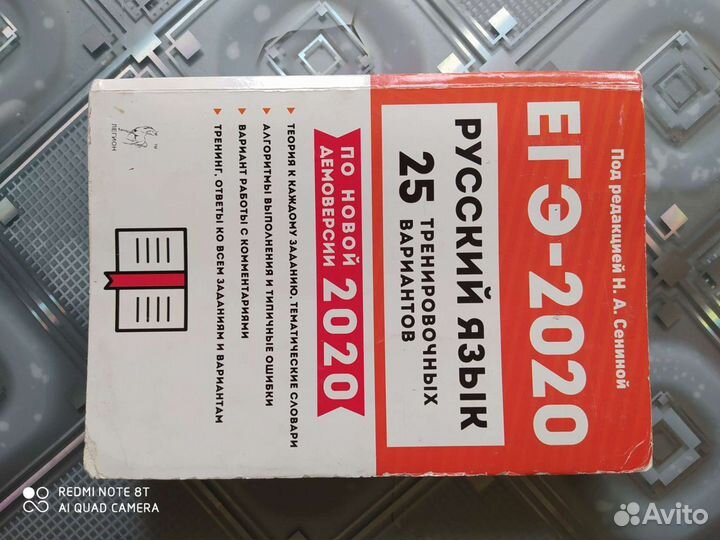 Под редакцией Н. А. Сениной
ЕГЭ-2020
РУССКИЙ ЯЗЫК
25 ТРЕНИРОВОЧНЫХ
ВАРИАНТОВ
ПО НОВОЙ
ДЕМОВЕРСИИ 2020
ТЕОРИЯ К КАЖДОМУ ЗАДАНИЮ, ТЕМАТИЧЕСКИЕ СЛОВАРИ
АЛГОРИТМЫ ВЫПОЛНЕНИЯ И ТИПИЧНЫЕ ОШИБКИ
ВАРИАНТ РАБОТЫ С КОММЕНТАРИЯМИ
ТРЕНИНГ, ОТВЕТЫ КО ВСЕМ ЗАДАНИЯМ И ВАРИАНТАМ
ЛЕГИОН
TM
REDMI NOTE 8T
AI QUAD CAMERA
Avito